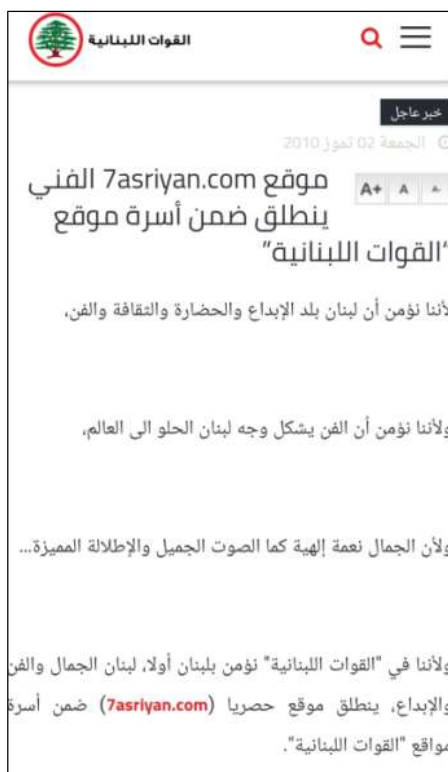 القوات اللبنانية
خبر عاجل
الجمعة 02 تموز 2010
A+ A A-
موقع 7asriyan.com الفني
ينطلق ضمن أسرة موقع
"القوات اللبنانية"
لأننا نؤمن أن لبنان بلد الإبداع والحضارة والثقافة والفن،
ولأننا نؤمن أن الفن يشكل وجه لبنان الحلو الى العالم،
ولأن الجمال نعمة إلهية كما الصوت الجميل والإطلالة المميزة...
ولأننا في "القوات اللبنانية" نؤمن بلبنان أولا، لبنان الجمال والفن
والإبداع، ينطلق موقع حصريا (7asriyan.com) ضمن أسرة
مواقع "القوات اللبنانية".